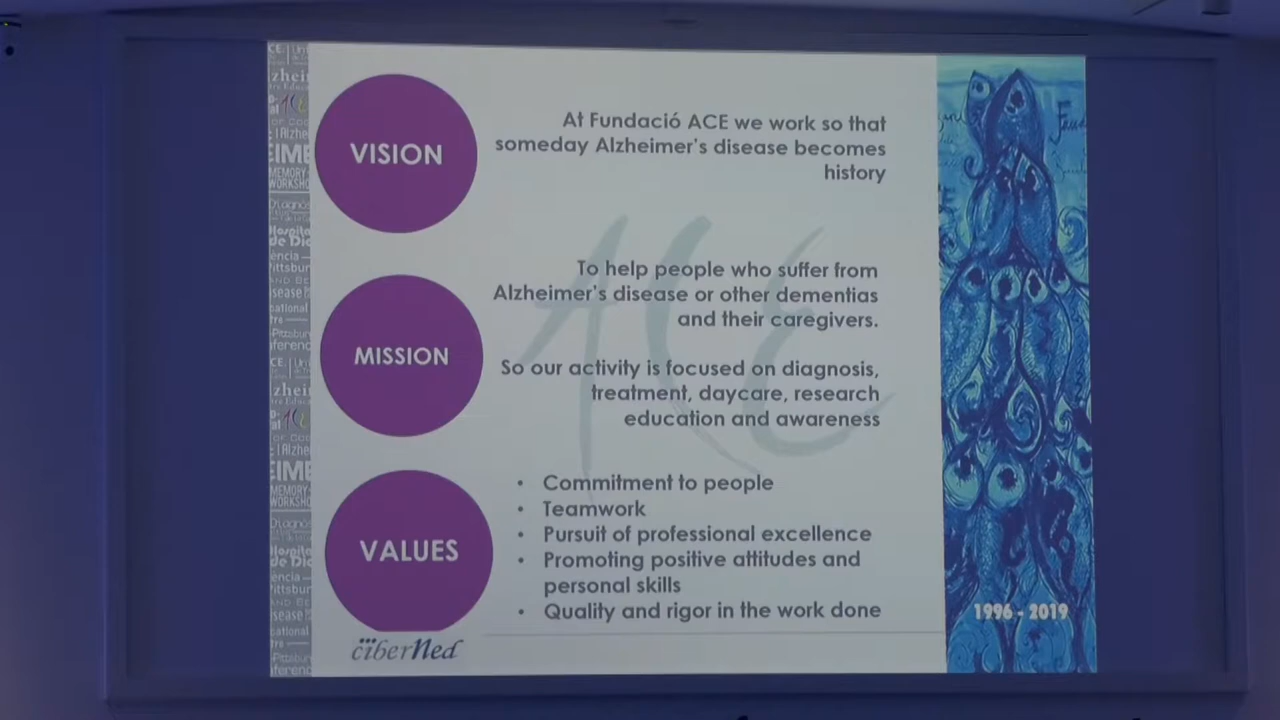 VISION
At Fundació ACE we work so that
someday Alzheimer's disease becomes
history
MISSION
To help people who suffer from
Alzheimer's disease or other dementias
and their caregivers.
So our activity is focused on diagnosis,
treatment, daycare, research
education and awareness
ACE
VALUES
• Commitment to people
• Teamwork
• Pursuit of professional excellence
• Promoting positive attitudes and
personal skills
• Quality and rigor in the work done
ciberned
1996 - 2019